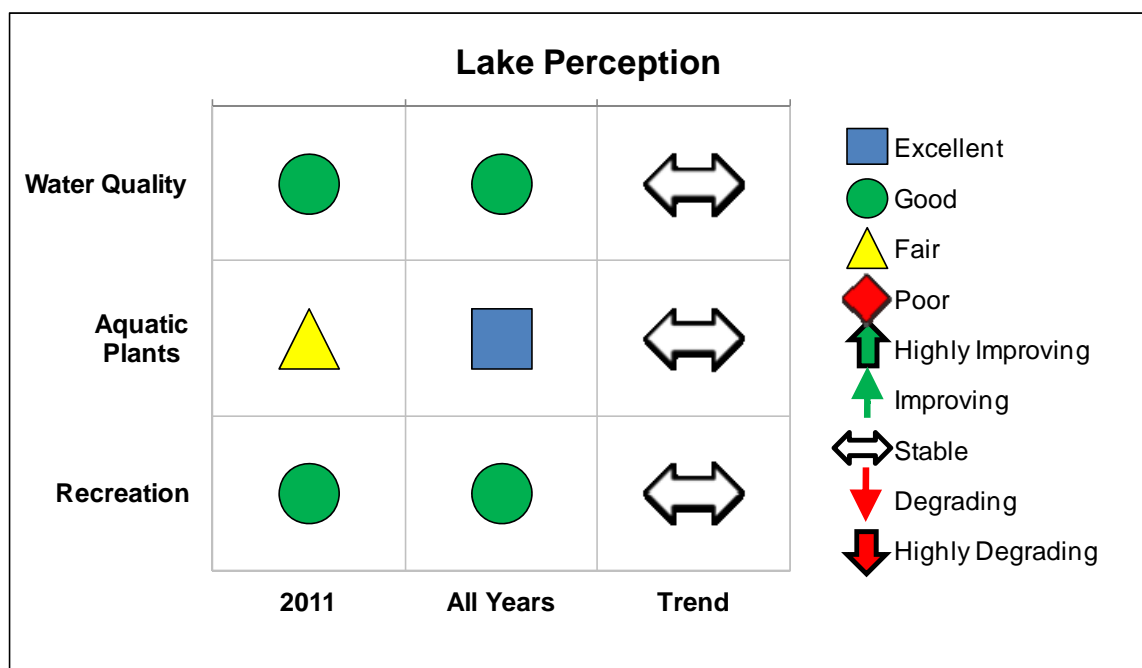 Lake Perception
Water Quality
Aquatic
Plants
Recreation
2011
All Years
Trend
Excellent
Good
Fair
Poor
Highly Improving
Improving
Stable
Degrading
Highly Degrading